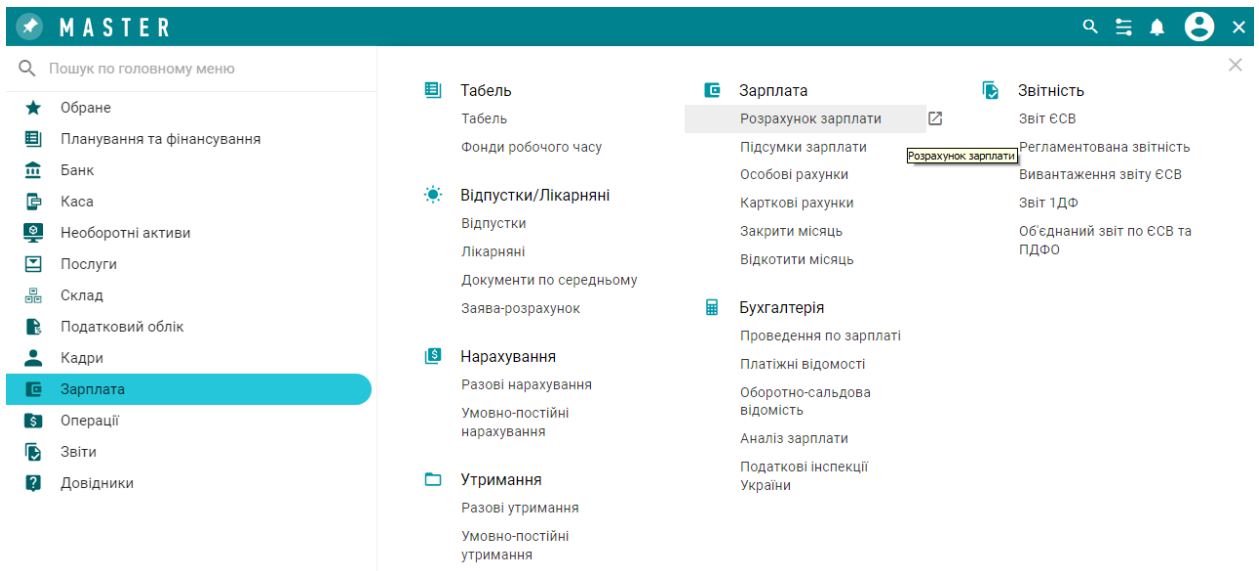 MASTER
Пошук по головному меню
Обране
Планування та фінансування
Банк
Каса
Необоротні активи
Послуги
Склад
Податковий облік
Кадри
Зарплата
Операції
Звіти
Довідники
Табель
Табель
Фонди робочого часу
Відпустки/Лікарняні
Відпустки
Лікарняні
Документи по середньому
Заява-розрахунок
Нарахування
Разові нарахування
Умовно-постійні
нарахування
Утримання
Разові утримання
Умовно-постійні
утримання
Зарплата
Розрахунок зарплати
Підсумки зарплати
Розрахунок зарплати
Особові рахунки
Карткові рахунки
Закрити місяць
Відкотити місяць
Бухгалтерія
Проведення по зарплаті
Платіжні відомості
Оборотно-сальдова
відомість
Аналіз зарплати
Податкові інспекції
України
Звітність
Звіт ЄСВ
Регламентована звітність
Вивантаження звіту ЄСВ
Звіт 1ДФ
Об'єднаний звіт по ЄСВ та
ПДФО